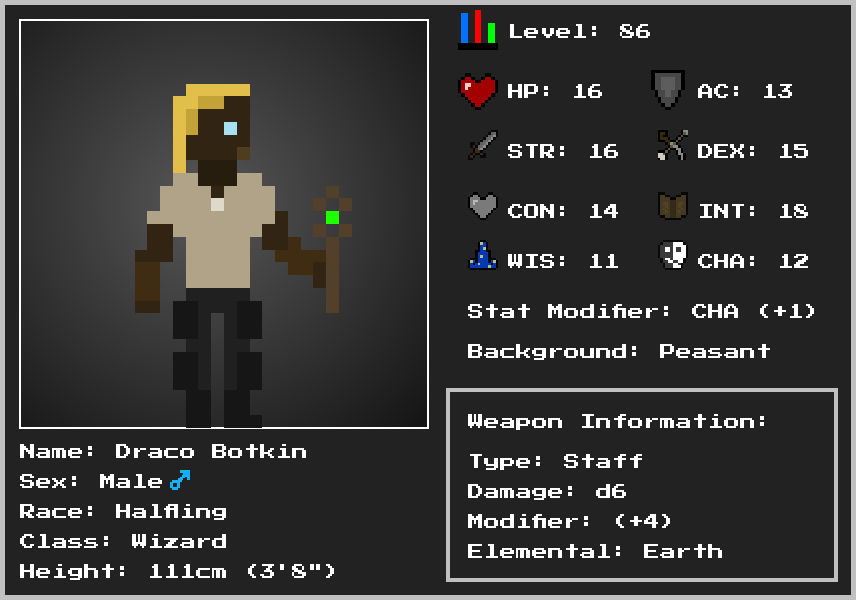 Level: 86
HP: 16
AC: 13
STR: 16
DEX: 15
CON: 14
INT: 18
WIS: 11
CHA: 12
Stat Modifier: CHA (+1)
Background: Peasant
Weapon Information:
Type: Staff
Damage: d6
Modifier: (+4)
Elemental: Earth
Name: Draco Botkin
Sex: Male ♂
Race: Halfling
Class: Wizard
Height: 111cm (3'8")